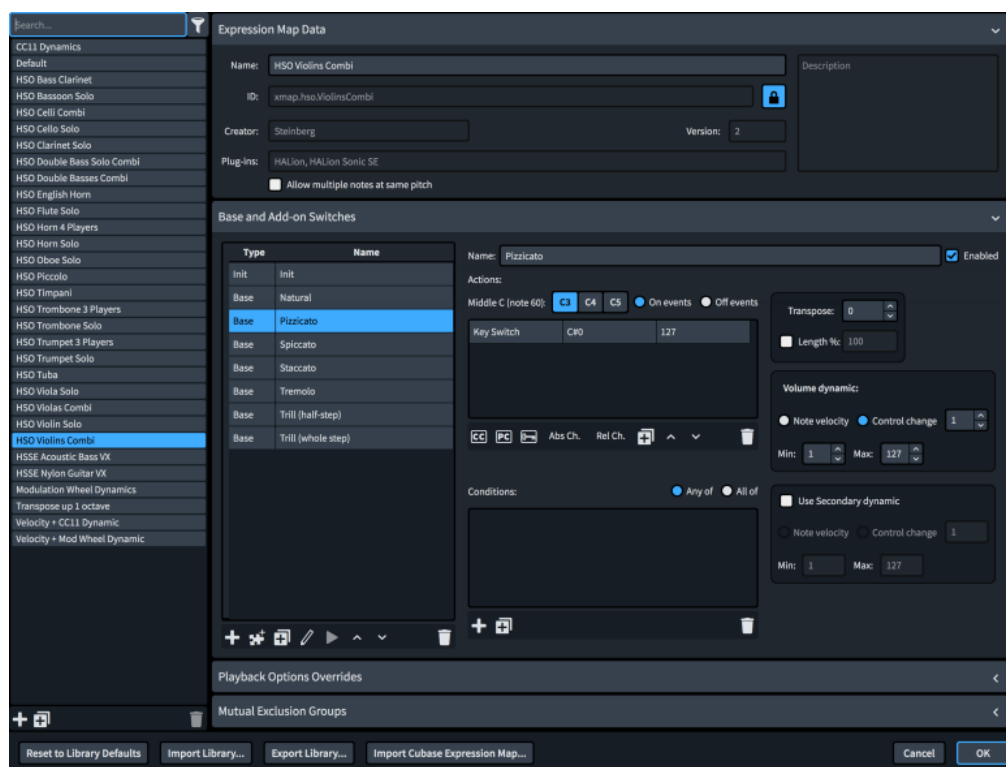 Search...
CC11 Dynamics
Default
HSO Bass Clarinet
HSO Bassoon Solo
HSO Celli Combi
HSO Cello Solo
HSO Clarinet Solo
HSO Double Bass Solo Combi
HSO Double Basses Combi
HSO English Horn
HSO Flute Solo
HSO Horn 4 Players
HSO Horn Solo
HSO Oboe Solo
HSO Piccolo
HSO Timpani
HSO Trombone 3 Players
HSO Trombone Solo
HSO Trumpet 3 Players
HSO Trumpet Solo
HSO Tuba
HSO Viola Solo
HSO Violas Combi
HSO Violin Solo
HSO Violins Combi
HSSE Acoustic Bass VX
HSSE Nylon Guitar VX
Modulation Wheel Dynamics
Transpose up 1 octave
Velocity + CC11 Dynamic
Velocity + Mod Wheel Dynamic
Expression Map Data
Name: HSO Violins Combi
Description
ID: xmap.hso.ViolinsCombi
Creator: Steinberg Version: 2
Plug-ins: HALion, HALion Sonic SE
Allow multiple notes at same pitch
Base and Add-on Switches
Type Name
Init Init
Base Natural
Base Pizzicato
Base Spiccato
Base Staccato
Base Tremolo
Base Trill (half-step)
Base Trill (whole step)
Name: Pizzicato Enabled
Actions:
Middle C (note 60): C3 C4 C5 On events Off events
Key Switch C#0 127
CC PC Abs Ch. Rel Ch.
Conditions: Any of All of
Transpose: 0
Length %: 100
Volume dynamic:
Note velocity Control change 1
Min: 1 Max: 127
Use Secondary dynamic
Note velocity Control change 1
Min: 1 Max: 127
Playback Options Overrides
Mutual Exclusion Groups
Reset to Library Defaults Import Library... Export Library... Import Cubase Expression Map... Cancel OK